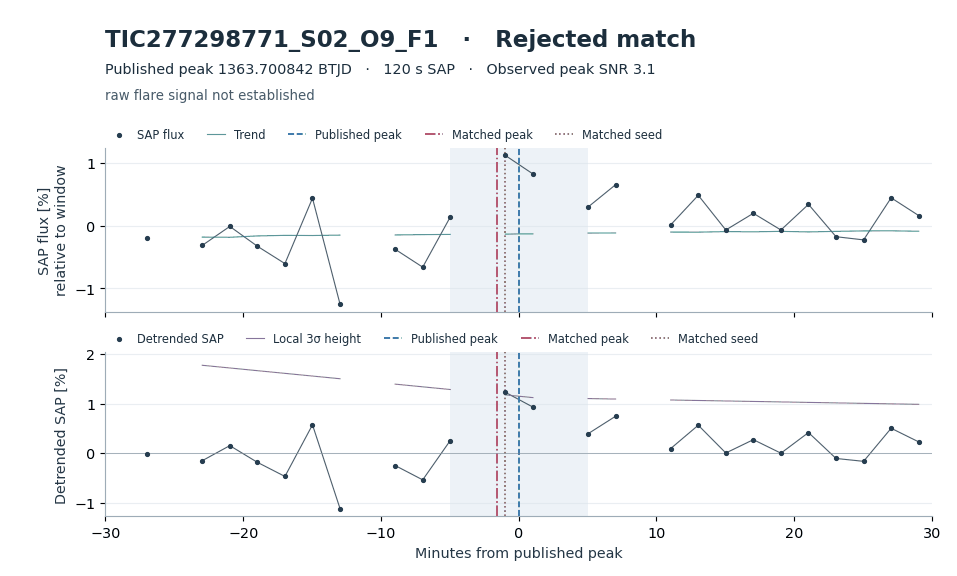 TIC277298771_S02_O9_F1 · Rejected match
Published peak 1363.700842 BTJD · 120 s SAP · Observed peak SNR 3.1
raw flare signal not established
SAP flux Trend Published peak Matched peak Matched seed
SAP flux [%]
relative to window
1
0
−1
Detrended SAP Local 3σ height Published peak Matched peak Matched seed
Detrended SAP [%]
2
1
0
−1
−30 −20 −10 0 10 20 30
Minutes from published peak